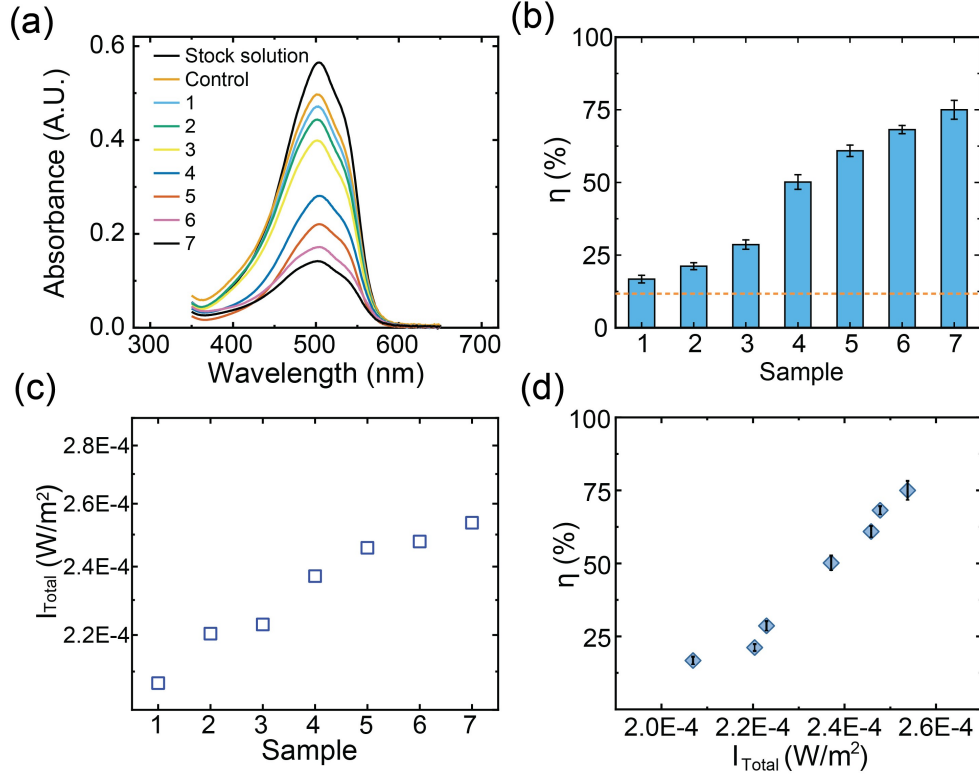 (a)
Absorbance (A.U.)
0.6
0.4
0.2
0.0
Stock solution
Control
1
2
3
4
5
6
7
300 400 500 600 700
Wavelength (nm)
(b)
η (%)
100
75
50
25
0
1 2 3 4 5 6 7
Sample
(c)
I_Total (W/m²)
2.8E-4
2.6E-4
2.4E-4
2.2E-4
1 2 3 4 5 6 7
Sample
(d)
η (%)
100
75
50
25
2.0E-4 2.2E-4 2.4E-4 2.6E-4
I_Total (W/m²)